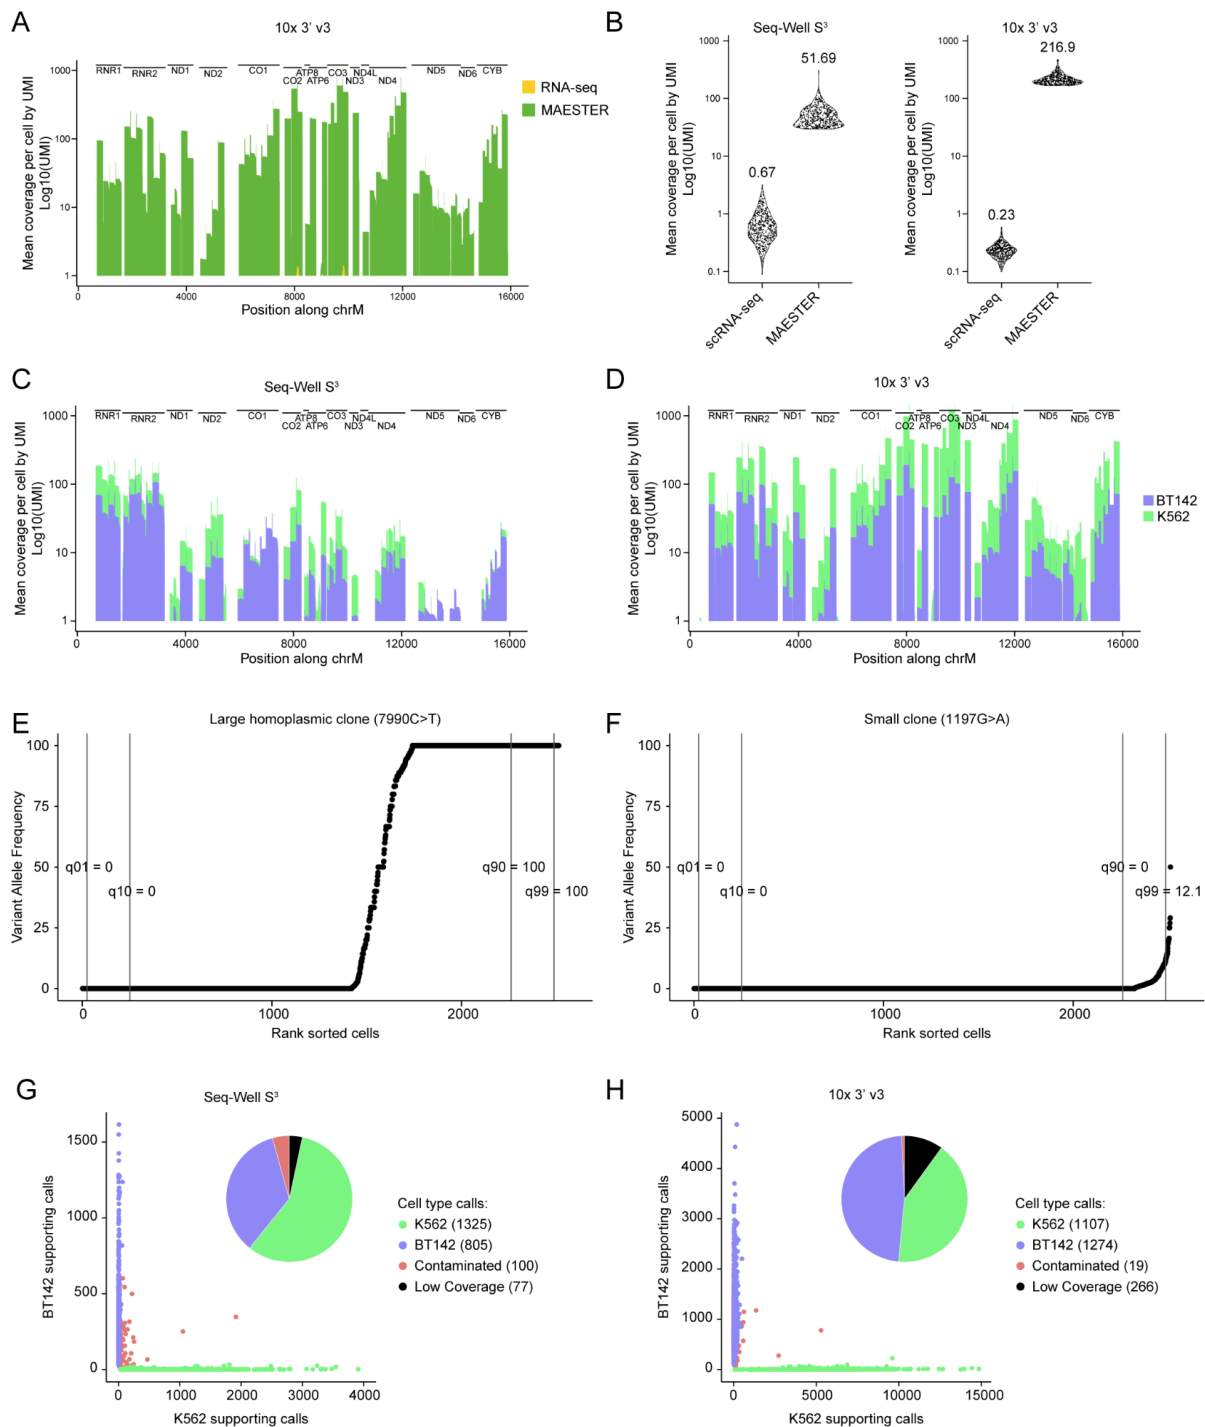 A
10x 3’ v3
Mean coverage per cell by UMI
Log10(UMI)
1000
100
10
1
RNR1 RNR2 ND1 ND2 CO1 CO2 ATP8 ATP6 CO3 ND3 ND4L ND4 ND5 ND6 CYB
RNA-seq
MAESTER
0 4000 8000 12000 16000
Position along chrM
B
Seq-Well S³
Mean coverage per cell by UMI
Log10(UMI)
1000
100
10
1
0.1
0.67
51.69
scRNA-seq
MAESTER
10x 3’ v3
Mean coverage per cell by UMI
Log10(UMI)
1000
100
10
1
0.1
0.23
216.9
scRNA-seq
MAESTER
C
Seq-Well S³
Mean coverage per cell by UMI
Log10(UMI)
1000
100
10
1
RNR1 RNR2 ND1 ND2 CO1 CO2 ATP8 ATP6 CO3 ND3 ND4L ND4 ND5 ND6 CYB
0 4000 8000 12000 16000
Position along chrM
D
10x 3’ v3
Mean coverage per cell by UMI
Log10(UMI)
1000
100
10
1
RNR1 RNR2 ND1 ND2 CO1 CO2 ATP8 ATP6 CO3 ND3 ND4L ND4 ND5 ND6 CYB
BT142
K562
0 4000 8000 12000 16000
Position along chrM
E
Large homoplasmic clone (7990C>T)
Variant Allele Frequency
100
75
50
25
0
q01 = 0
q10 = 0
q90 = 100
q99 = 100
0 1000 2000
Rank sorted cells
F
Small clone (1197G>A)
Variant Allele Frequency
100
75
50
25
0
q01 = 0
q10 = 0
q90 = 0
q99 = 12.1
0 1000 2000
Rank sorted cells
G
Seq-Well S³
BT142 supporting calls
1500
1000
500
0
Cell type calls:
K562 (1325)
BT142 (805)
Contaminated (100)
Low Coverage (77)
0 1000 2000 3000 4000
K562 supporting calls
H
10x 3’ v3
BT142 supporting calls
5000
4000
3000
2000
1000
0
Cell type calls:
K562 (1107)
BT142 (1274)
Contaminated (19)
Low Coverage (266)
0 5000 10000 15000
K562 supporting calls